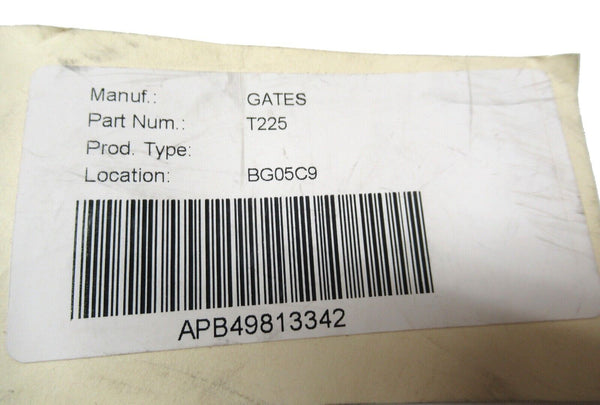 Manuf.: GATES
Part Num.: T225
Prod. Type:
Location: BG05C9
APB49813342